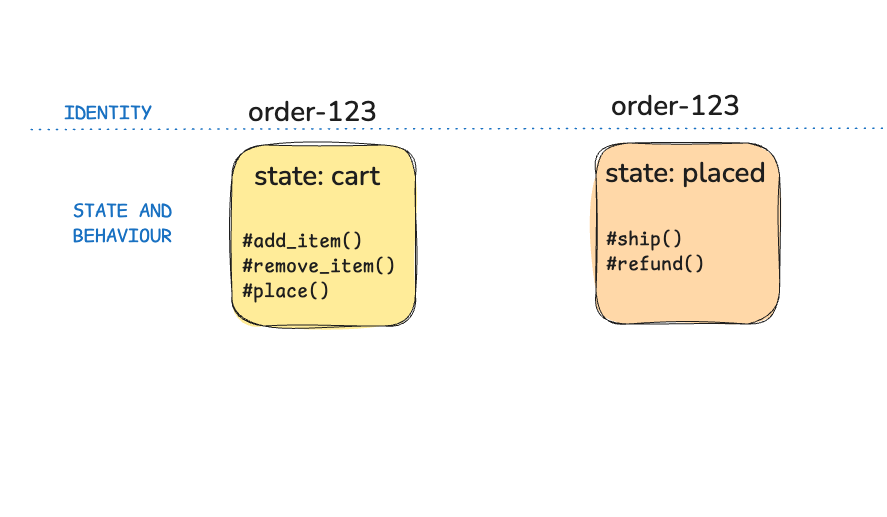 IDENTITY
order-123
order-123
STATE AND
BEHAVIOUR
state: cart
#add_item()
#remove_item()
#place()
state: placed
#ship()
#refund()